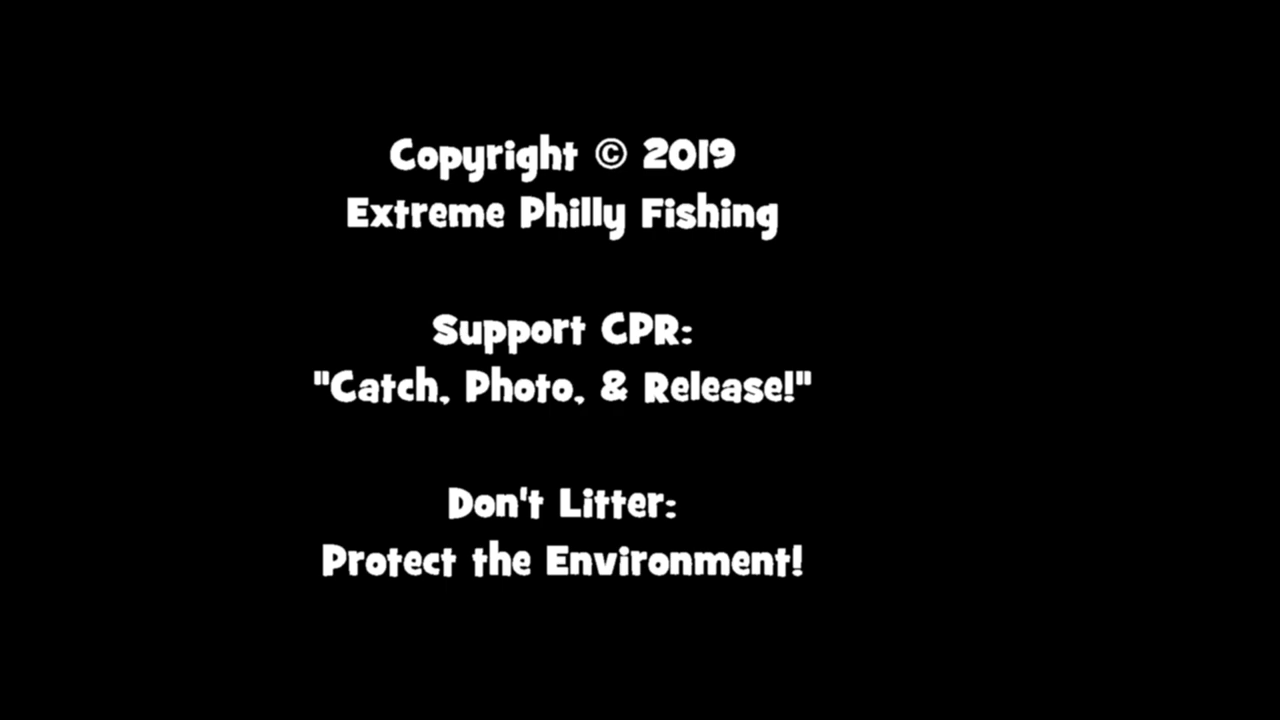 Copyright © 2019
Extreme Philly Fishing
Support CPR:
"Catch, Photo, & Release!"
Don't Litter:
Protect the Environment!